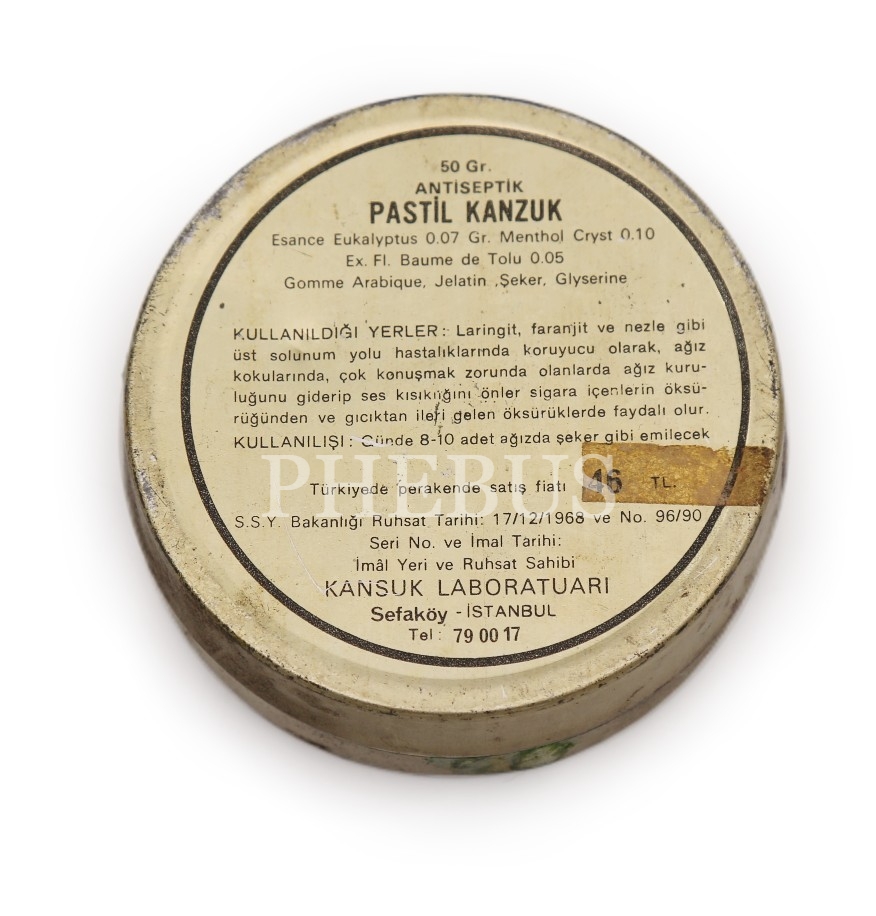 50 Gr.
ANTİSEPTİK
PASTİL KANZUK
Esance Eukalyptus 0.07 Gr. Menthol Cryst 0.10
Ex. Fl. Baume de Tolu 0.05
Gomme Arabique, Jelatin ,Şeker, Glyserine
KULLANILDIĞI YERLER: Laringit, faranjit ve nezle gibi
üst solunum yolu hastalıklarında koruyucu olarak, ağız
kokularında, çok konuşmak zorunda olanlarda ağız kuru-
luğunu giderip ses kısıklığını önler sigara içenlerin öksü-
rüğünden ve gıcıktan ileri gelen öksürüklerde faydalı olur.
KULLANILIŞI: Günde 8-10 adet ağızda şeker gibi emilecek
PHEBUS
Türkiyede perakende satış fiatı 46 TL.
S.S.Y. Bakanlığı Ruhsat Tarihi: 17/12/1968 ve No. 96/90
Seri No. ve İmal Tarihi:
İmâl Yeri ve Ruhsat Sahibi
KANSUK LABORATUARI
Sefaköy - İSTANBUL
Tel: 79 00 17